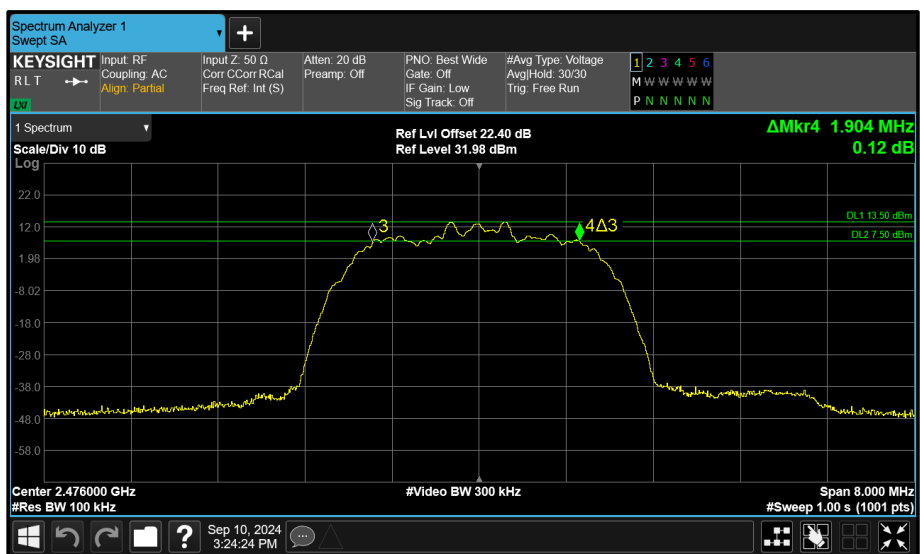 Spectrum Analyzer 1
Swept SA
+
KEYSIGHT
RLT
LXI
Input: RF
Coupling: AC
Align: Partial
Input Z: 50 Ω
Corr CCorr RCal
Freq Ref: Int (S)
Atten: 20 dB
Preamp: Off
PNO: Best Wide
Gate: Off
IF Gain: Low
Sig Track: Off
#Avg Type: Voltage
Avg|Hold: 30/30
Trig: Free Run
1 2 3 4 5 6
M W W W W W
P N N N N N
1 Spectrum
Scale/Div 10 dB
Ref Lvl Offset 22.40 dB
Ref Level 31.98 dBm
ΔMkr4 1.904 MHz
0.12 dB
Log
22.0
DL1 13.50 dBm
12.0
3
4Δ3
DL2 7.50 dBm
1.98
-8.02
-18.0
-28.0
-38.0
-48.0
-58.0
Center 2.476000 GHz
#Video BW 300 kHz
Span 8.000 MHz
#Res BW 100 kHz
#Sweep 1.00 s (1001 pts)
?
Sep 10, 2024
3:24:24 PM